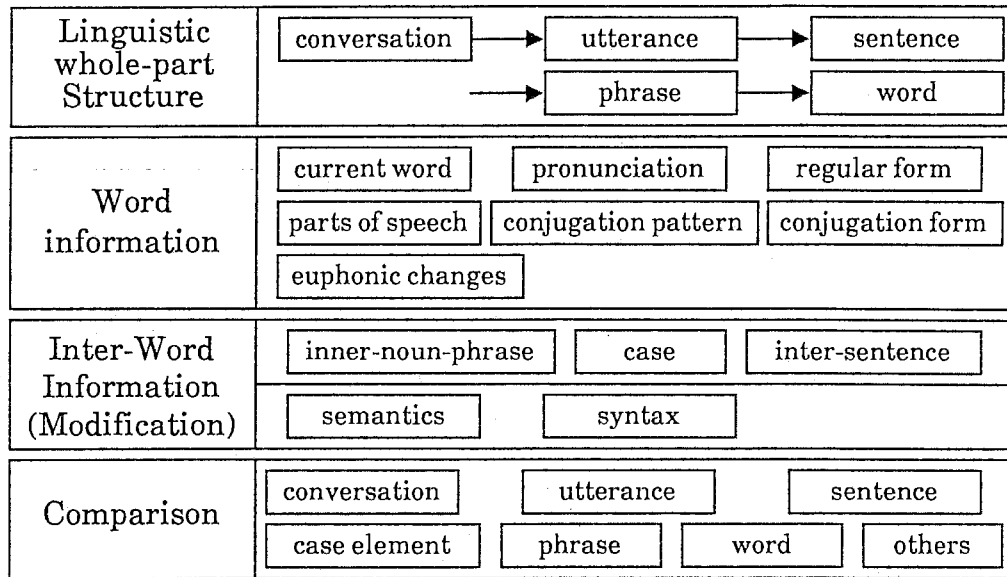 Linguistic
whole-part
Structure
conversation utterance sentence
phrase word
Word
information
current word pronunciation regular form
parts of speech conjugation pattern conjugation form
euphonic changes
Inter-Word
Information
(Modification)
inner-noun-phrase case inter-sentence
semantics syntax
Comparison
conversation utterance sentence
case element phrase word others